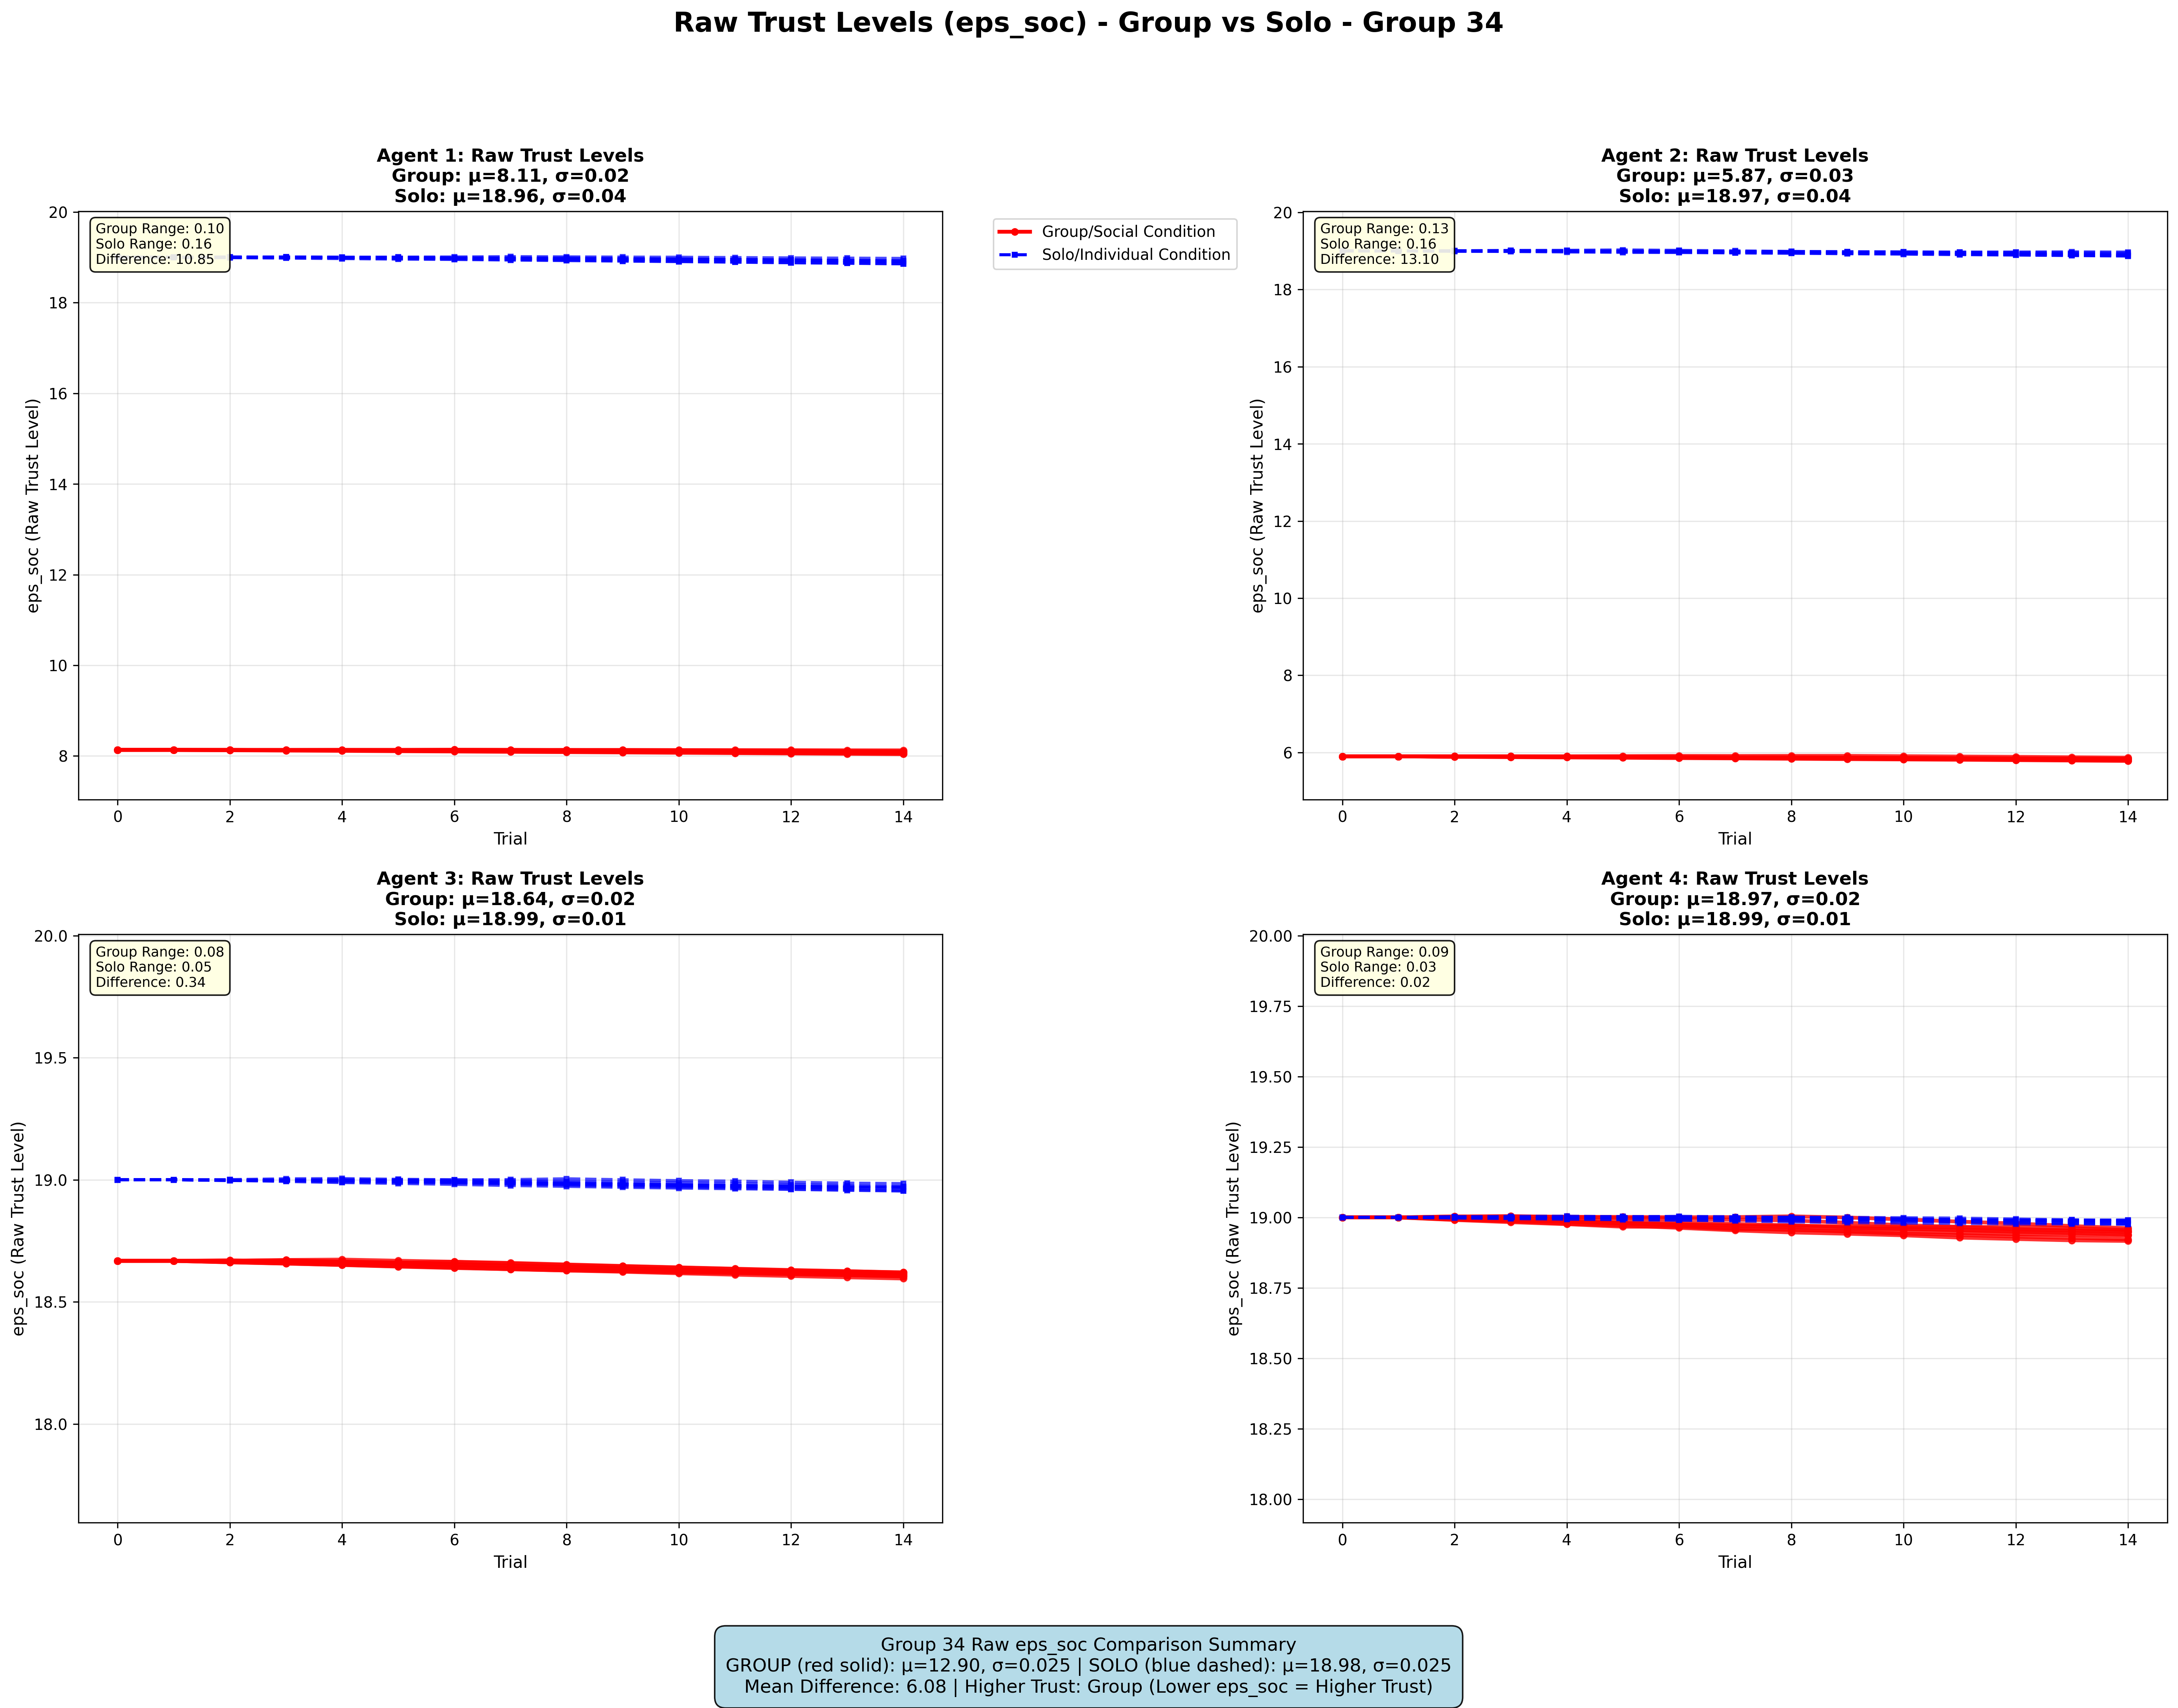 Raw Trust Levels (eps_soc) - Group vs Solo - Group 34
Agent 1: Raw Trust Levels
Group: μ=8.11, σ=0.02
Solo: μ=18.96, σ=0.04
Group Range: 0.10
Solo Range: 0.16
Difference: 10.85
20
18
16
14
12
10
8
eps_soc (Raw Trust Level)
0 2 4 6 8 10 12 14
Trial
Group/Social Condition
Solo/Individual Condition
Agent 2: Raw Trust Levels
Group: μ=5.87, σ=0.03
Solo: μ=18.97, σ=0.04
Group Range: 0.13
Solo Range: 0.16
Difference: 13.10
20
18
16
14
12
10
8
6
eps_soc (Raw Trust Level)
0 2 4 6 8 10 12 14
Trial
Agent 3: Raw Trust Levels
Group: μ=18.64, σ=0.02
Solo: μ=18.99, σ=0.01
Group Range: 0.08
Solo Range: 0.05
Difference: 0.34
20.0
19.5
19.0
18.5
18.0
eps_soc (Raw Trust Level)
0 2 4 6 8 10 12 14
Trial
Agent 4: Raw Trust Levels
Group: μ=18.97, σ=0.02
Solo: μ=18.99, σ=0.01
Group Range: 0.09
Solo Range: 0.03
Difference: 0.02
20.00
19.75
19.50
19.25
19.00
18.75
18.50
18.25
18.00
eps_soc (Raw Trust Level)
0 2 4 6 8 10 12 14
Trial
Group 34 Raw eps_soc Comparison Summary
GROUP (red solid): μ=12.90, σ=0.025 | SOLO (blue dashed): μ=18.98, σ=0.025
Mean Difference: 6.08 | Higher Trust: Group (Lower eps_soc = Higher Trust)